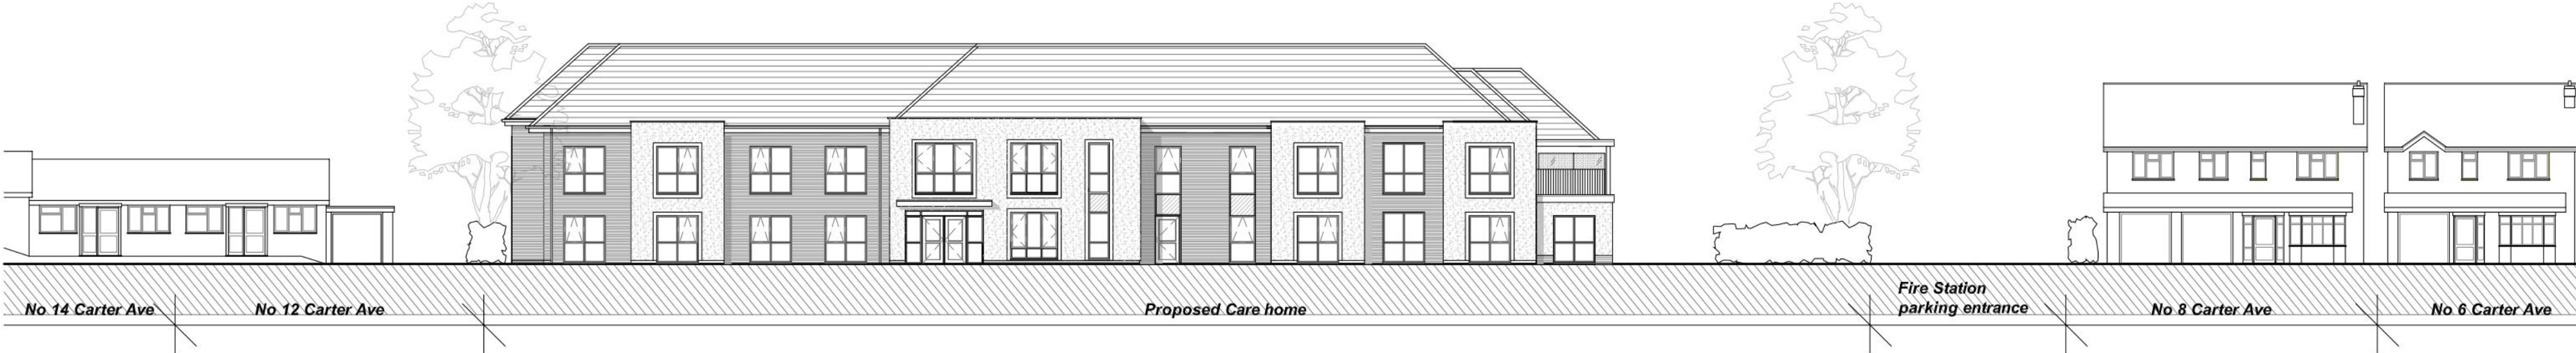 No 14 Carter Ave
No 12 Carter Ave
Proposed Care home
Fire Station
parking entrance
No 8 Carter Ave
No 6 Carter Ave